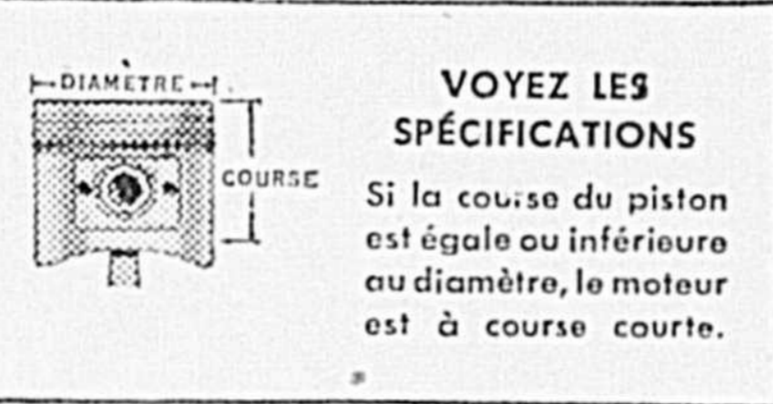 DIAMÈTRE
COURSE
VOYEZ LES
SPÉCIFICATIONS
Si la course du piston
est égale ou inférieure
au diamètre, le moteur
est à course courte.